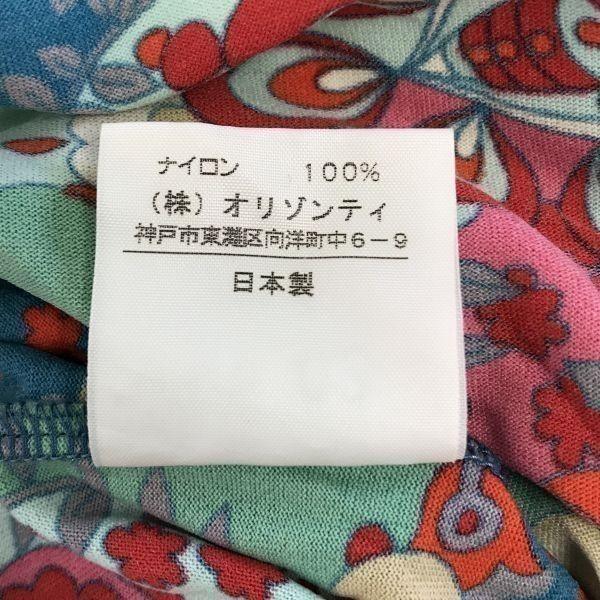 ナイロン 100%
(株)オリゾンティ
神戸市東灘区向洋町中6-9
日本製